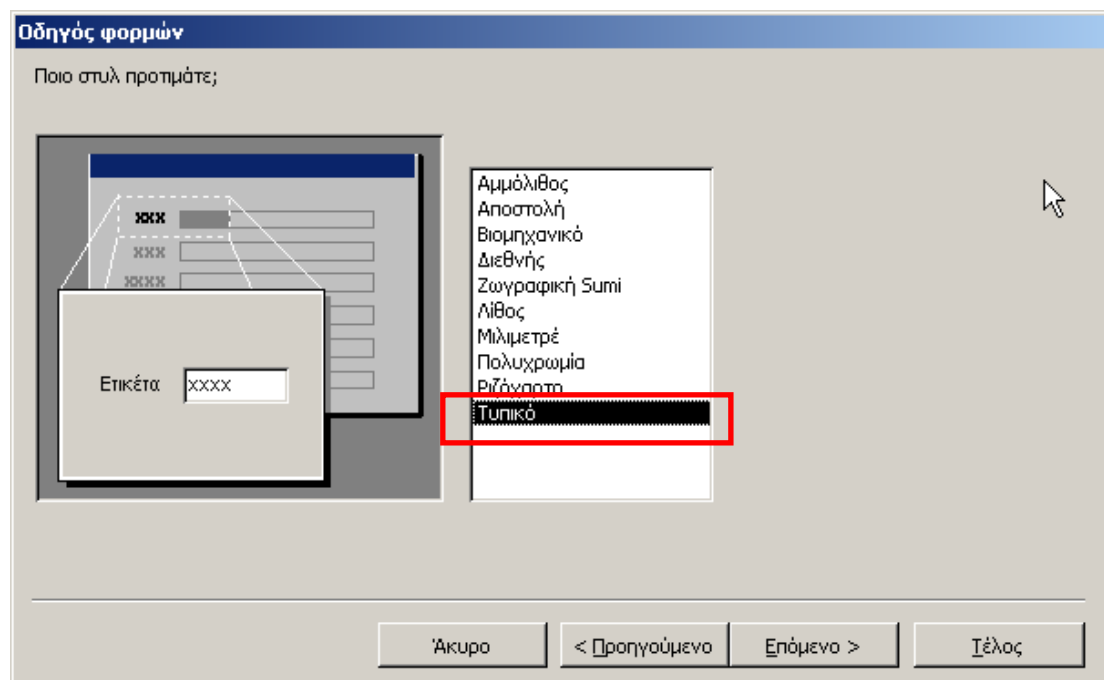 Οδηγός φορμών
Ποιο στυλ προτιμάτε;
xxx
xxx
xxxx
Ετικέτα xxxx
Αμμόλιθος
Αποστολή
Βιομηχανικό
Διεθνής
Ζωγραφική Sumi
Λίθος
Μιλιμετρέ
Πολυχρωμία
Ριζόχαρτο
Τυπικό
Άκυρο < Προηγούμενο Επόμενο > Τέλος